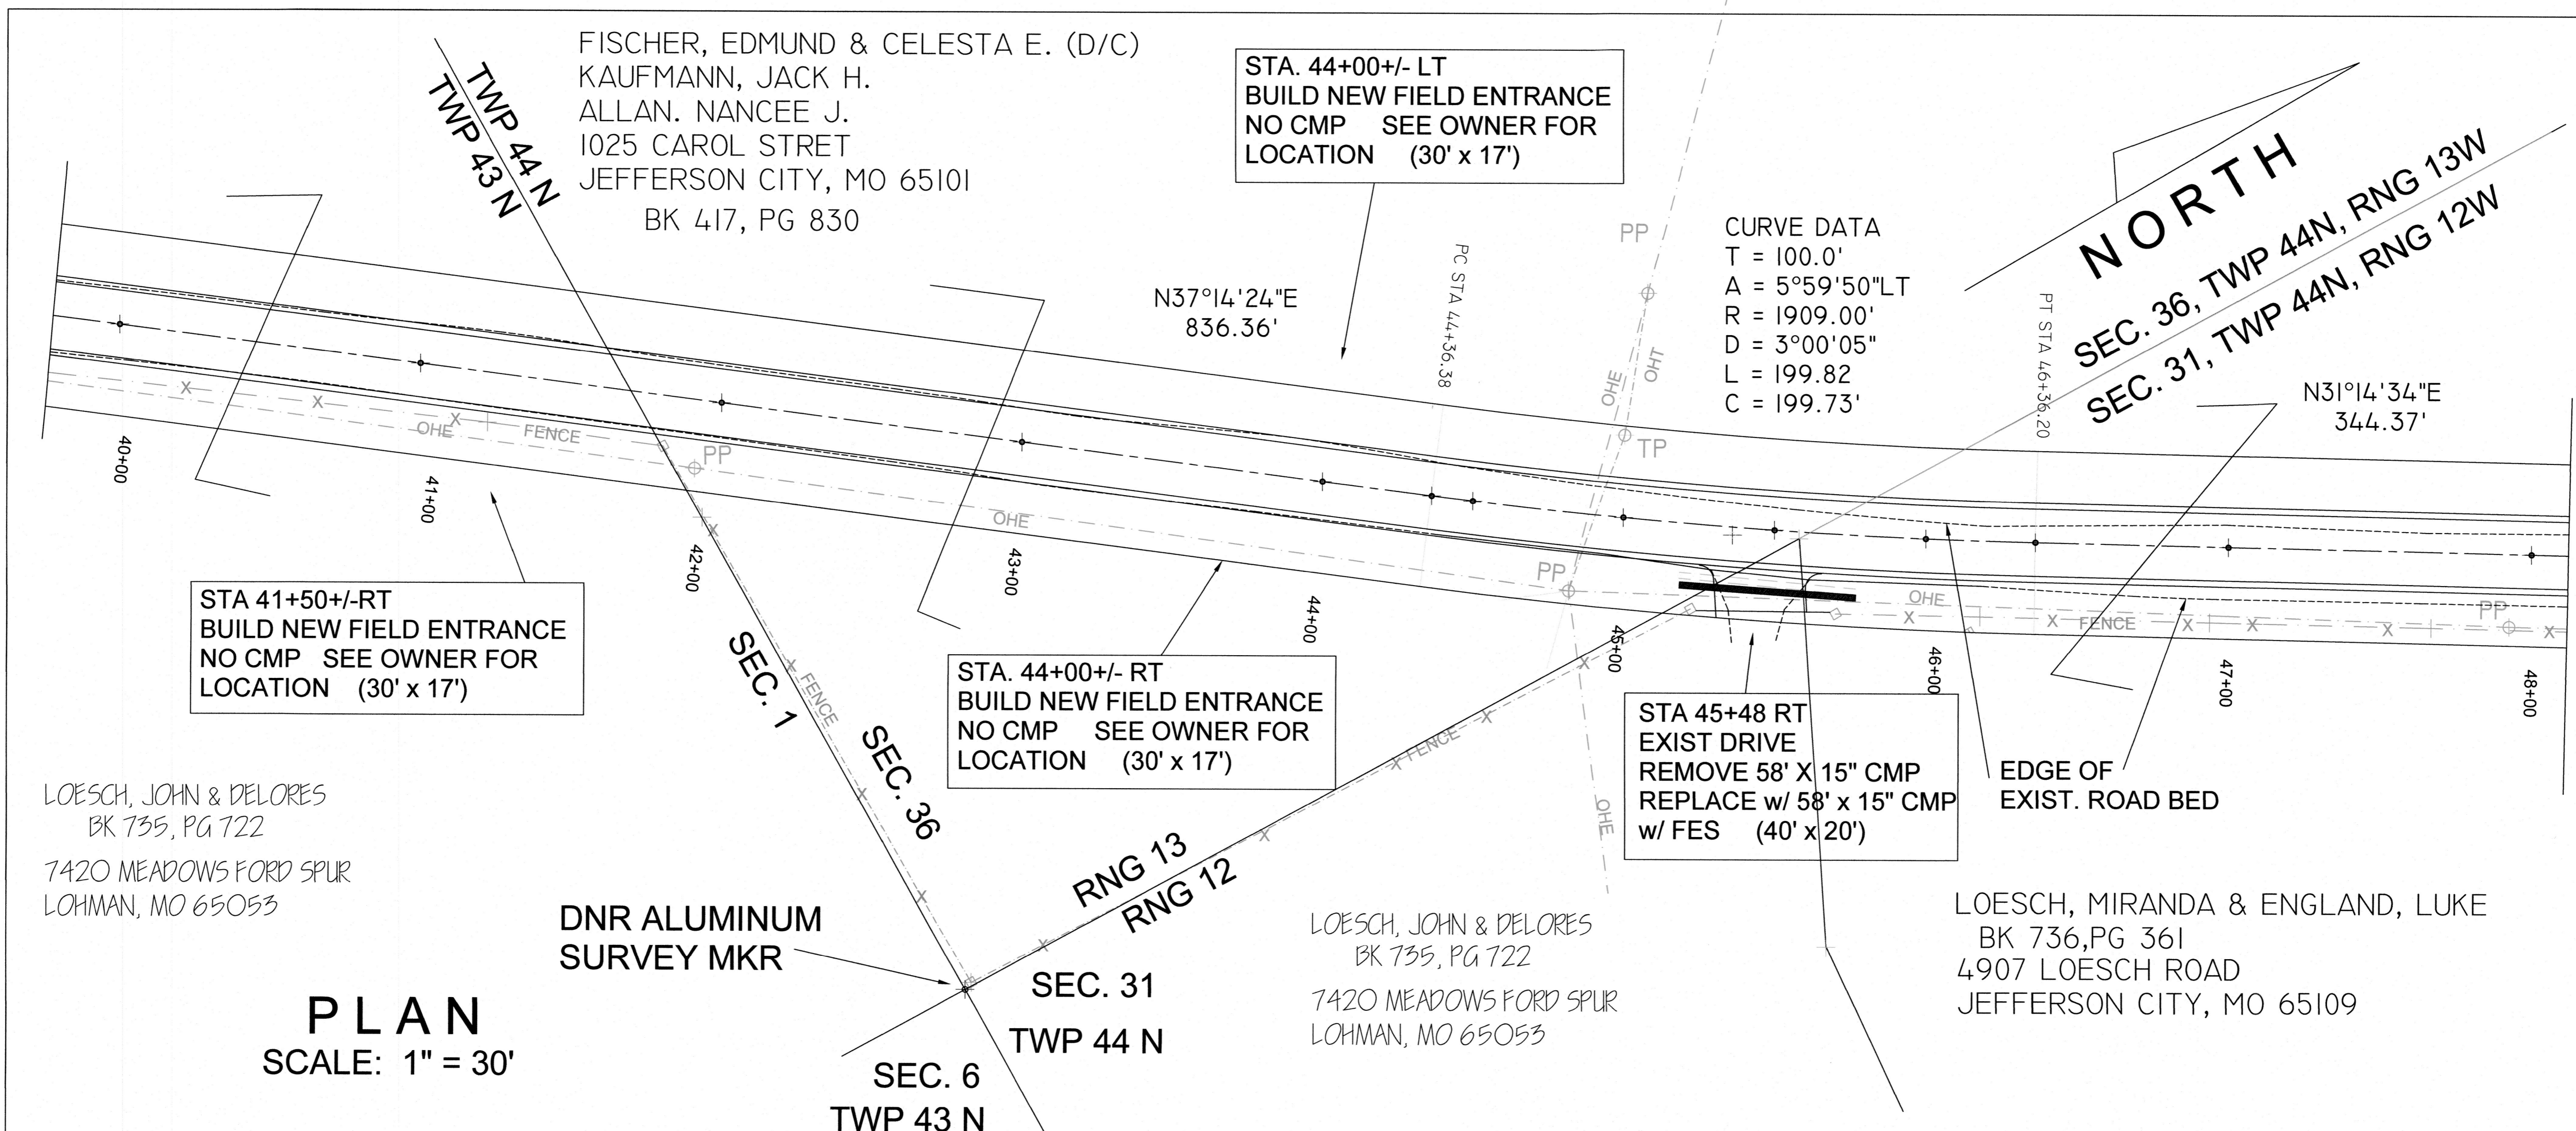 FISCHER, EDMUND & CELESTA E. (D/C)
KAUFMANN, JACK H.
ALLAN. NANCEE J.
1025 CAROL STRET
JEFFERSON CITY, MO 65101
BK 417, PG 830
TWP 44 N
TWP 43 N
STA. 44+00+/- LT
BUILD NEW FIELD ENTRANCE
NO CMP SEE OWNER FOR
LOCATION (30' x 17')
N37°14'24"E
836.36'
PC STA 44+36.38
PP
OHE
OHT
TP
CURVE DATA
T = 100.0'
A = 5°59'50"LT
R = 1909.00'
D = 3°00'05"
L = 199.82
C = 199.73'
PT STA 46+36.20
NORTH
SEC. 36, TWP 44N, RNG 13W
SEC. 31, TWP 44N, RNG 12W
N31°14'34"E
344.37'
X
X
X
OHE
FENCE
PP
OHE
PP
OHE
X
X
FENCE
X
X
X
PP
X
40+00
41+00
42+00
43+00
44+00
45+00
46+00
47+00
48+00
STA 41+50+/-RT
BUILD NEW FIELD ENTRANCE
NO CMP SEE OWNER FOR
LOCATION (30' x 17')
X
X
FENCE
X
X
SEC. 1
SEC. 36
STA. 44+00+/- RT
BUILD NEW FIELD ENTRANCE
NO CMP SEE OWNER FOR
LOCATION (30' x 17')
X
X
X
FENCE
X
X
OHE
STA 45+48 RT
EXIST DRIVE
REMOVE 58' X 15" CMP
REPLACE w/ 58' x 15" CMP
w/ FES (40' x 20')
EDGE OF
EXIST. ROAD BED
LOESCH, JOHN & DELORES
BK 735, PG 722
7420 MEADOWS FORD SPUR
LOHMAN, MO 65053
DNR ALUMINUM
SURVEY MKR
RNG 13
RNG 12
LOESCH, JOHN & DELORES
BK 735, PG 722
7420 MEADOWS FORD SPUR
LOHMAN, MO 65053
LOESCH, MIRANDA & ENGLAND, LUKE
BK 736,PG 361
4907 LOESCH ROAD
JEFFERSON CITY, MO 65109
PLAN
SCALE: 1" = 30'
SEC. 31
TWP 44 N
SEC. 6
TWP 43 N